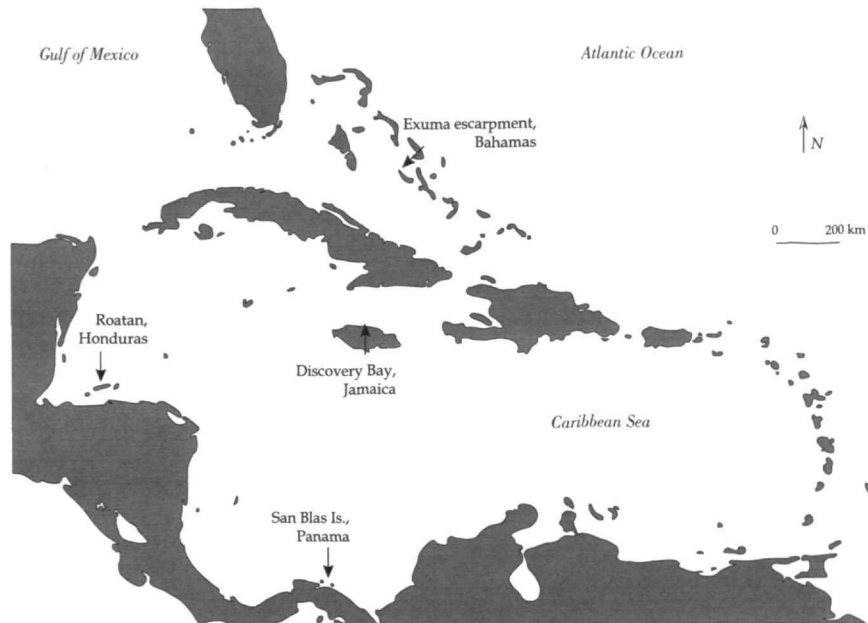 Gulf of Mexico
Atlantic Ocean
Exuma escarpment,
Bahamas
N
0 200 km
Roatan,
Honduras
Discovery Bay,
Jamaica
Caribbean Sea
San Blas Is.,
Panama